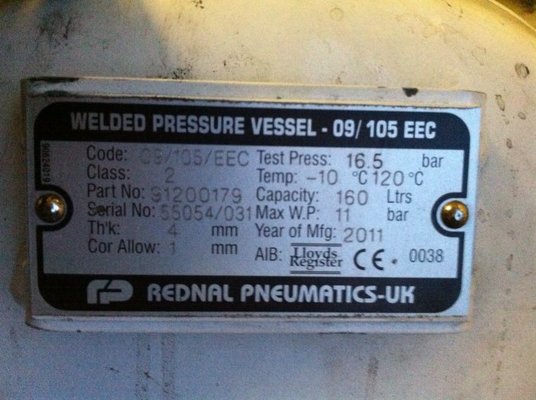 WELDED PRESSURE VESSEL - 09/105 EEC
Code: 09/105/EEC Test Press: 16.5 bar
Class: 2 Temp: -10 °C 120 °C
Part No: 91200179 Capacity: 160 Ltrs
Serial No: 55054/031 Max W.P: 11 bar
Th'k: 4 mm Year of Mfg: 2011
Cor Allow: 1 mm AIB: Lloyds Register CE 0038
RP REDNAL PNEUMATICS-UK